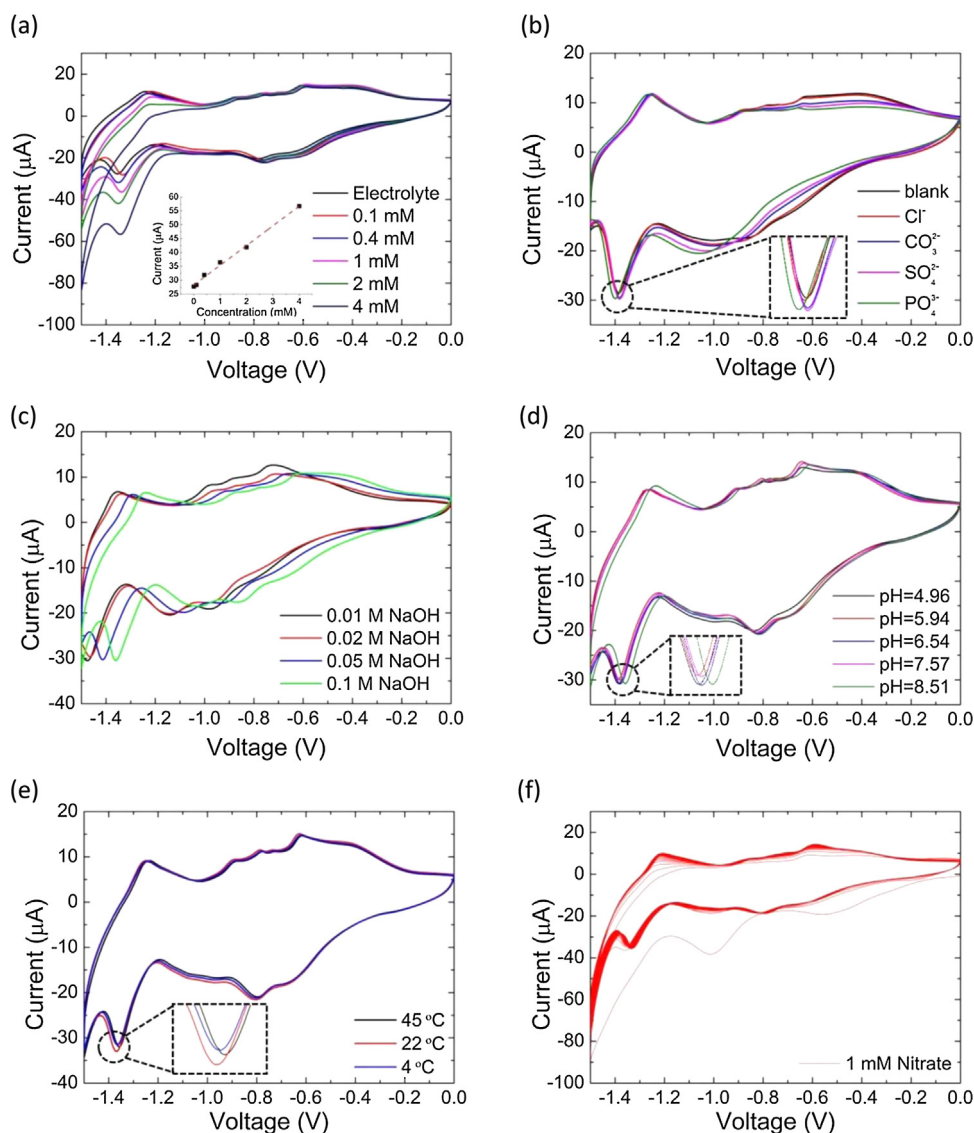 (a)
20
0
-20
-40
-60
-80
-100
Current (µA)
-1.4 -1.2 -1.0 -0.8 -0.6 -0.4 -0.2 0.0
Voltage (V)
Electrolyte
0.1 mM
0.4 mM
1 mM
2 mM
4 mM
60
55
50
45
40
35
30
25
Current (µA)
0 1 2 3 4
Concentration (mM)
(b)
20
10
0
-10
-20
-30
Current (µA)
-1.4 -1.2 -1.0 -0.8 -0.6 -0.4 -0.2 0.0
Voltage (V)
blank
Cl⁻
CO₃²⁻
SO₄²⁻
PO₄³⁻
(c)
20
10
0
-10
-20
-30
-40
Current (µA)
-1.4 -1.2 -1.0 -0.8 -0.6 -0.4 -0.2 0.0
Voltage (V)
0.01 M NaOH
0.02 M NaOH
0.05 M NaOH
0.1 M NaOH
(d)
20
10
0
-10
-20
-30
Current (µA)
-1.4 -1.2 -1.0 -0.8 -0.6 -0.4 -0.2 0.0
Voltage (V)
pH=4.96
pH=5.94
pH=6.54
pH=7.57
pH=8.51
(e)
20
10
0
-10
-20
-30
-40
Current (µA)
-1.4 -1.2 -1.0 -0.8 -0.6 -0.4 -0.2 0.0
Voltage (V)
45 °C
22 °C
4 °C
(f)
40
20
0
-20
-40
-60
-80
-100
Current (µA)
-1.4 -1.2 -1.0 -0.8 -0.6 -0.4 -0.2 0.0
Voltage (V)
1 mM Nitrate